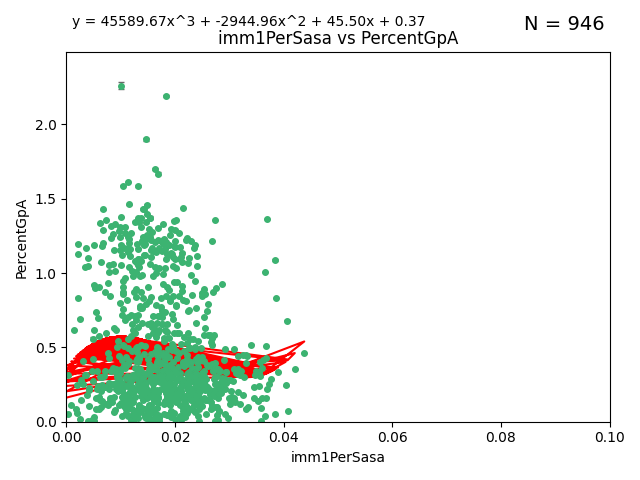 y = 45589.67x^3 + -2944.96x^2 + 45.50x + 0.37
N = 946
imm1PerSasa vs PercentGpA
PercentGpA
2.0
1.5
1.0
0.5
0.0
0.00 0.02 0.04 0.06 0.08 0.10
imm1PerSasa